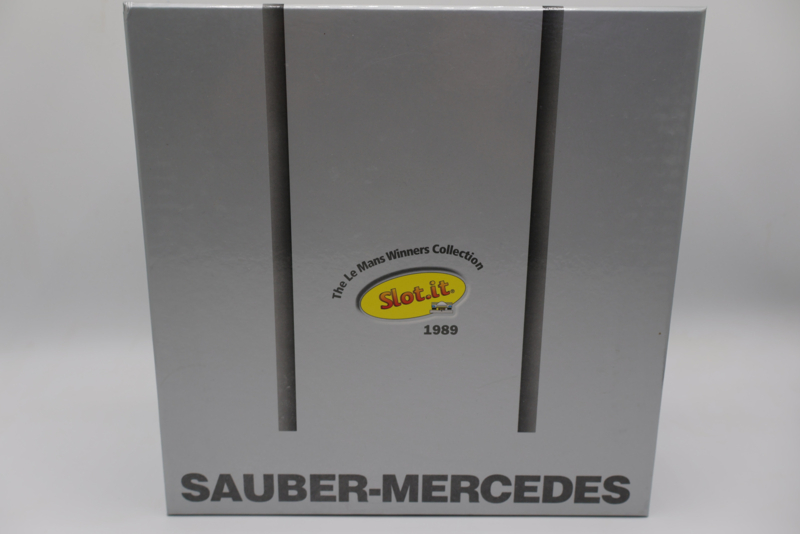 The Le Mans Winners Collection
Slot.it®
1989
SAUBER-MERCEDES